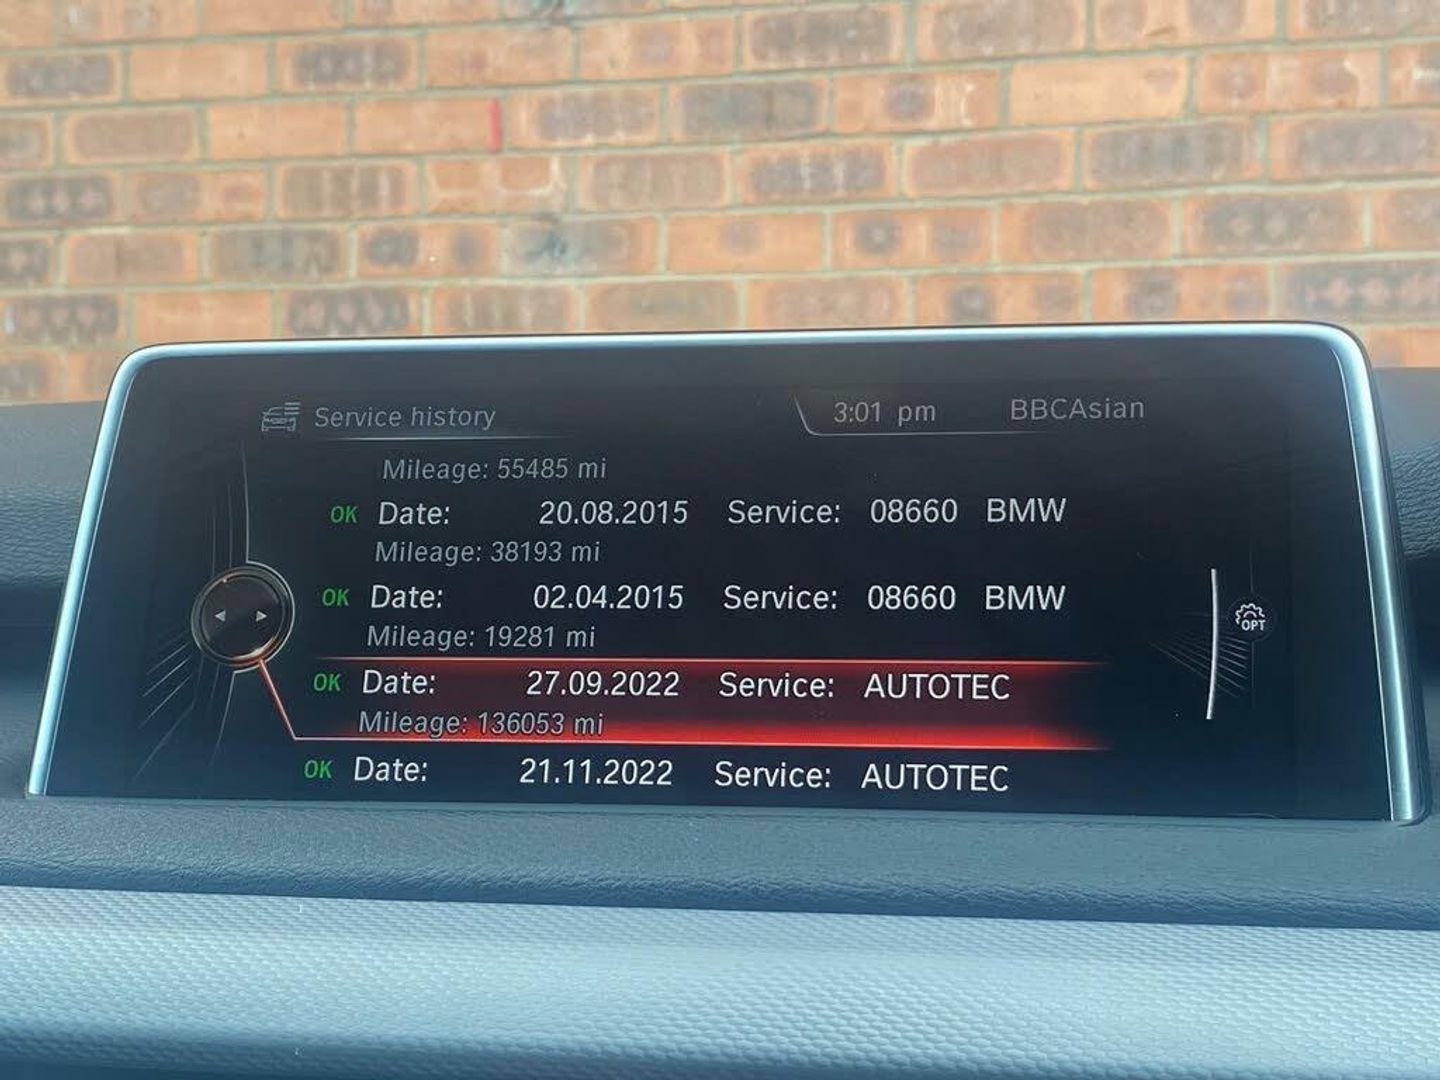 Service history 3:01 pm BBCAsian
Mileage: 55485 mi
OK Date: 20.08.2015 Service: 08660 BMW
Mileage: 38193 mi
OK Date: 02.04.2015 Service: 08660 BMW
Mileage: 19281 mi
OPT
OK Date: 27.09.2022 Service: AUTOTEC
Mileage: 136053 mi
OK Date: 21.11.2022 Service: AUTOTEC